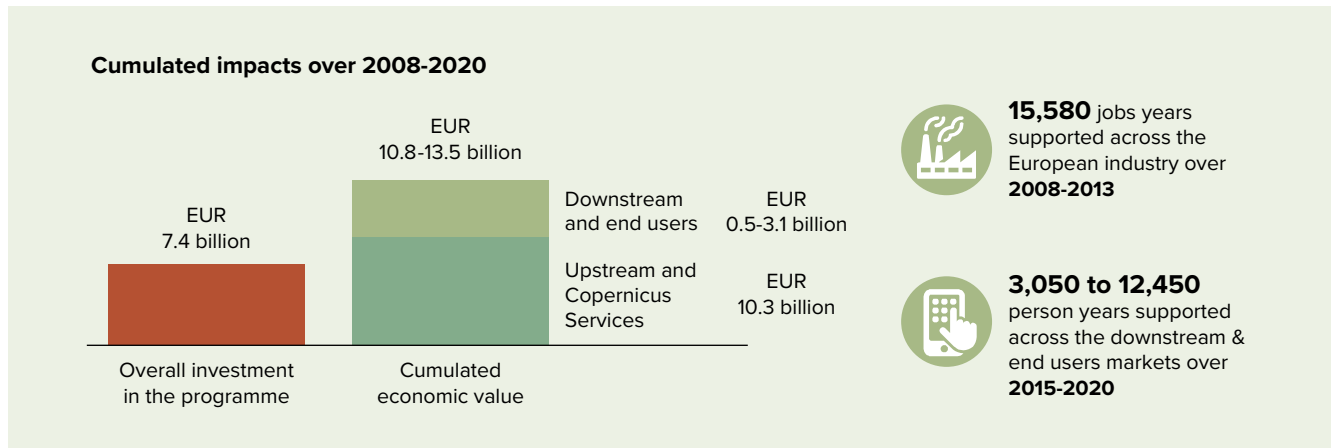 Cumulated impacts over 2008-2020
EUR
10.8-13.5 billion
EUR
7.4 billion
Downstream
and end users
EUR
0.5-3.1 billion
Upstream and
Copernicus
Services
EUR
10.3 billion
Overall investment
in the programme
Cumulated
economic value
15,580 jobs years
supported across the
European industry over
2008-2013
3,050 to 12,450
person years supported
across the downstream &
end users markets over
2015-2020